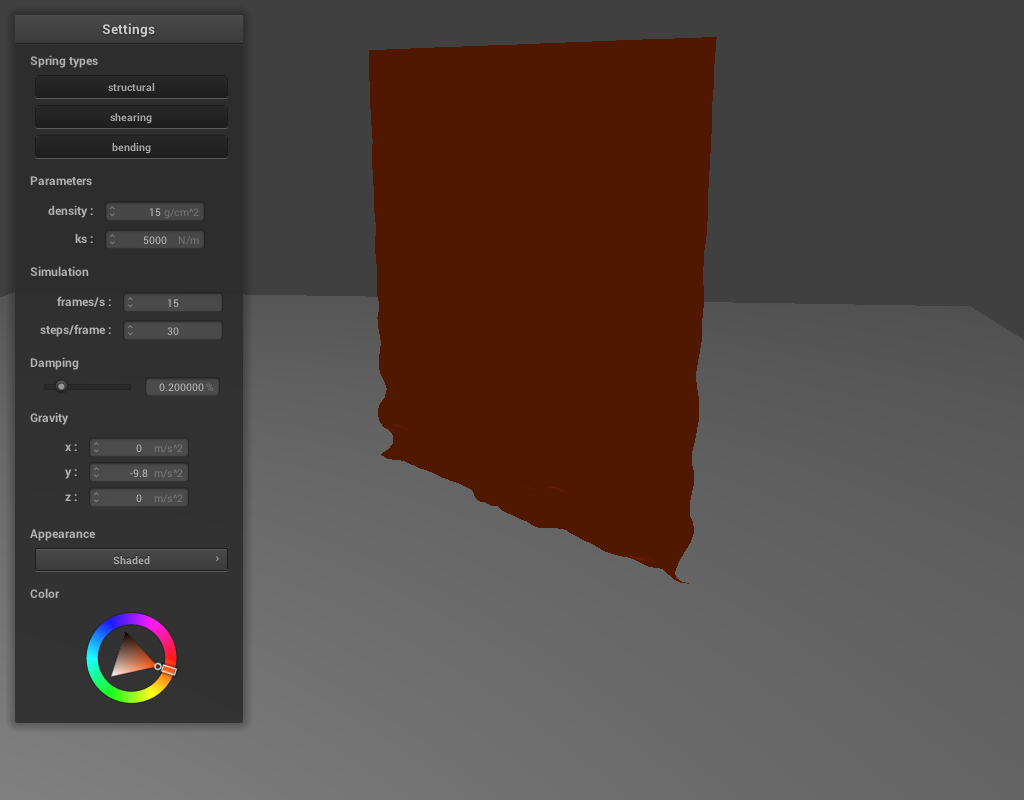 Settings
Spring types
structural
shearing
bending
Parameters
density : 15 g/cm^2
ks : 5000 N/m
Simulation
frames/s : 15
steps/frame : 30
Damping
0.200000 %
Gravity
x : 0 m/s^2
y : -9.8 m/s^2
z : 0 m/s^2
Appearance
Shaded
Color